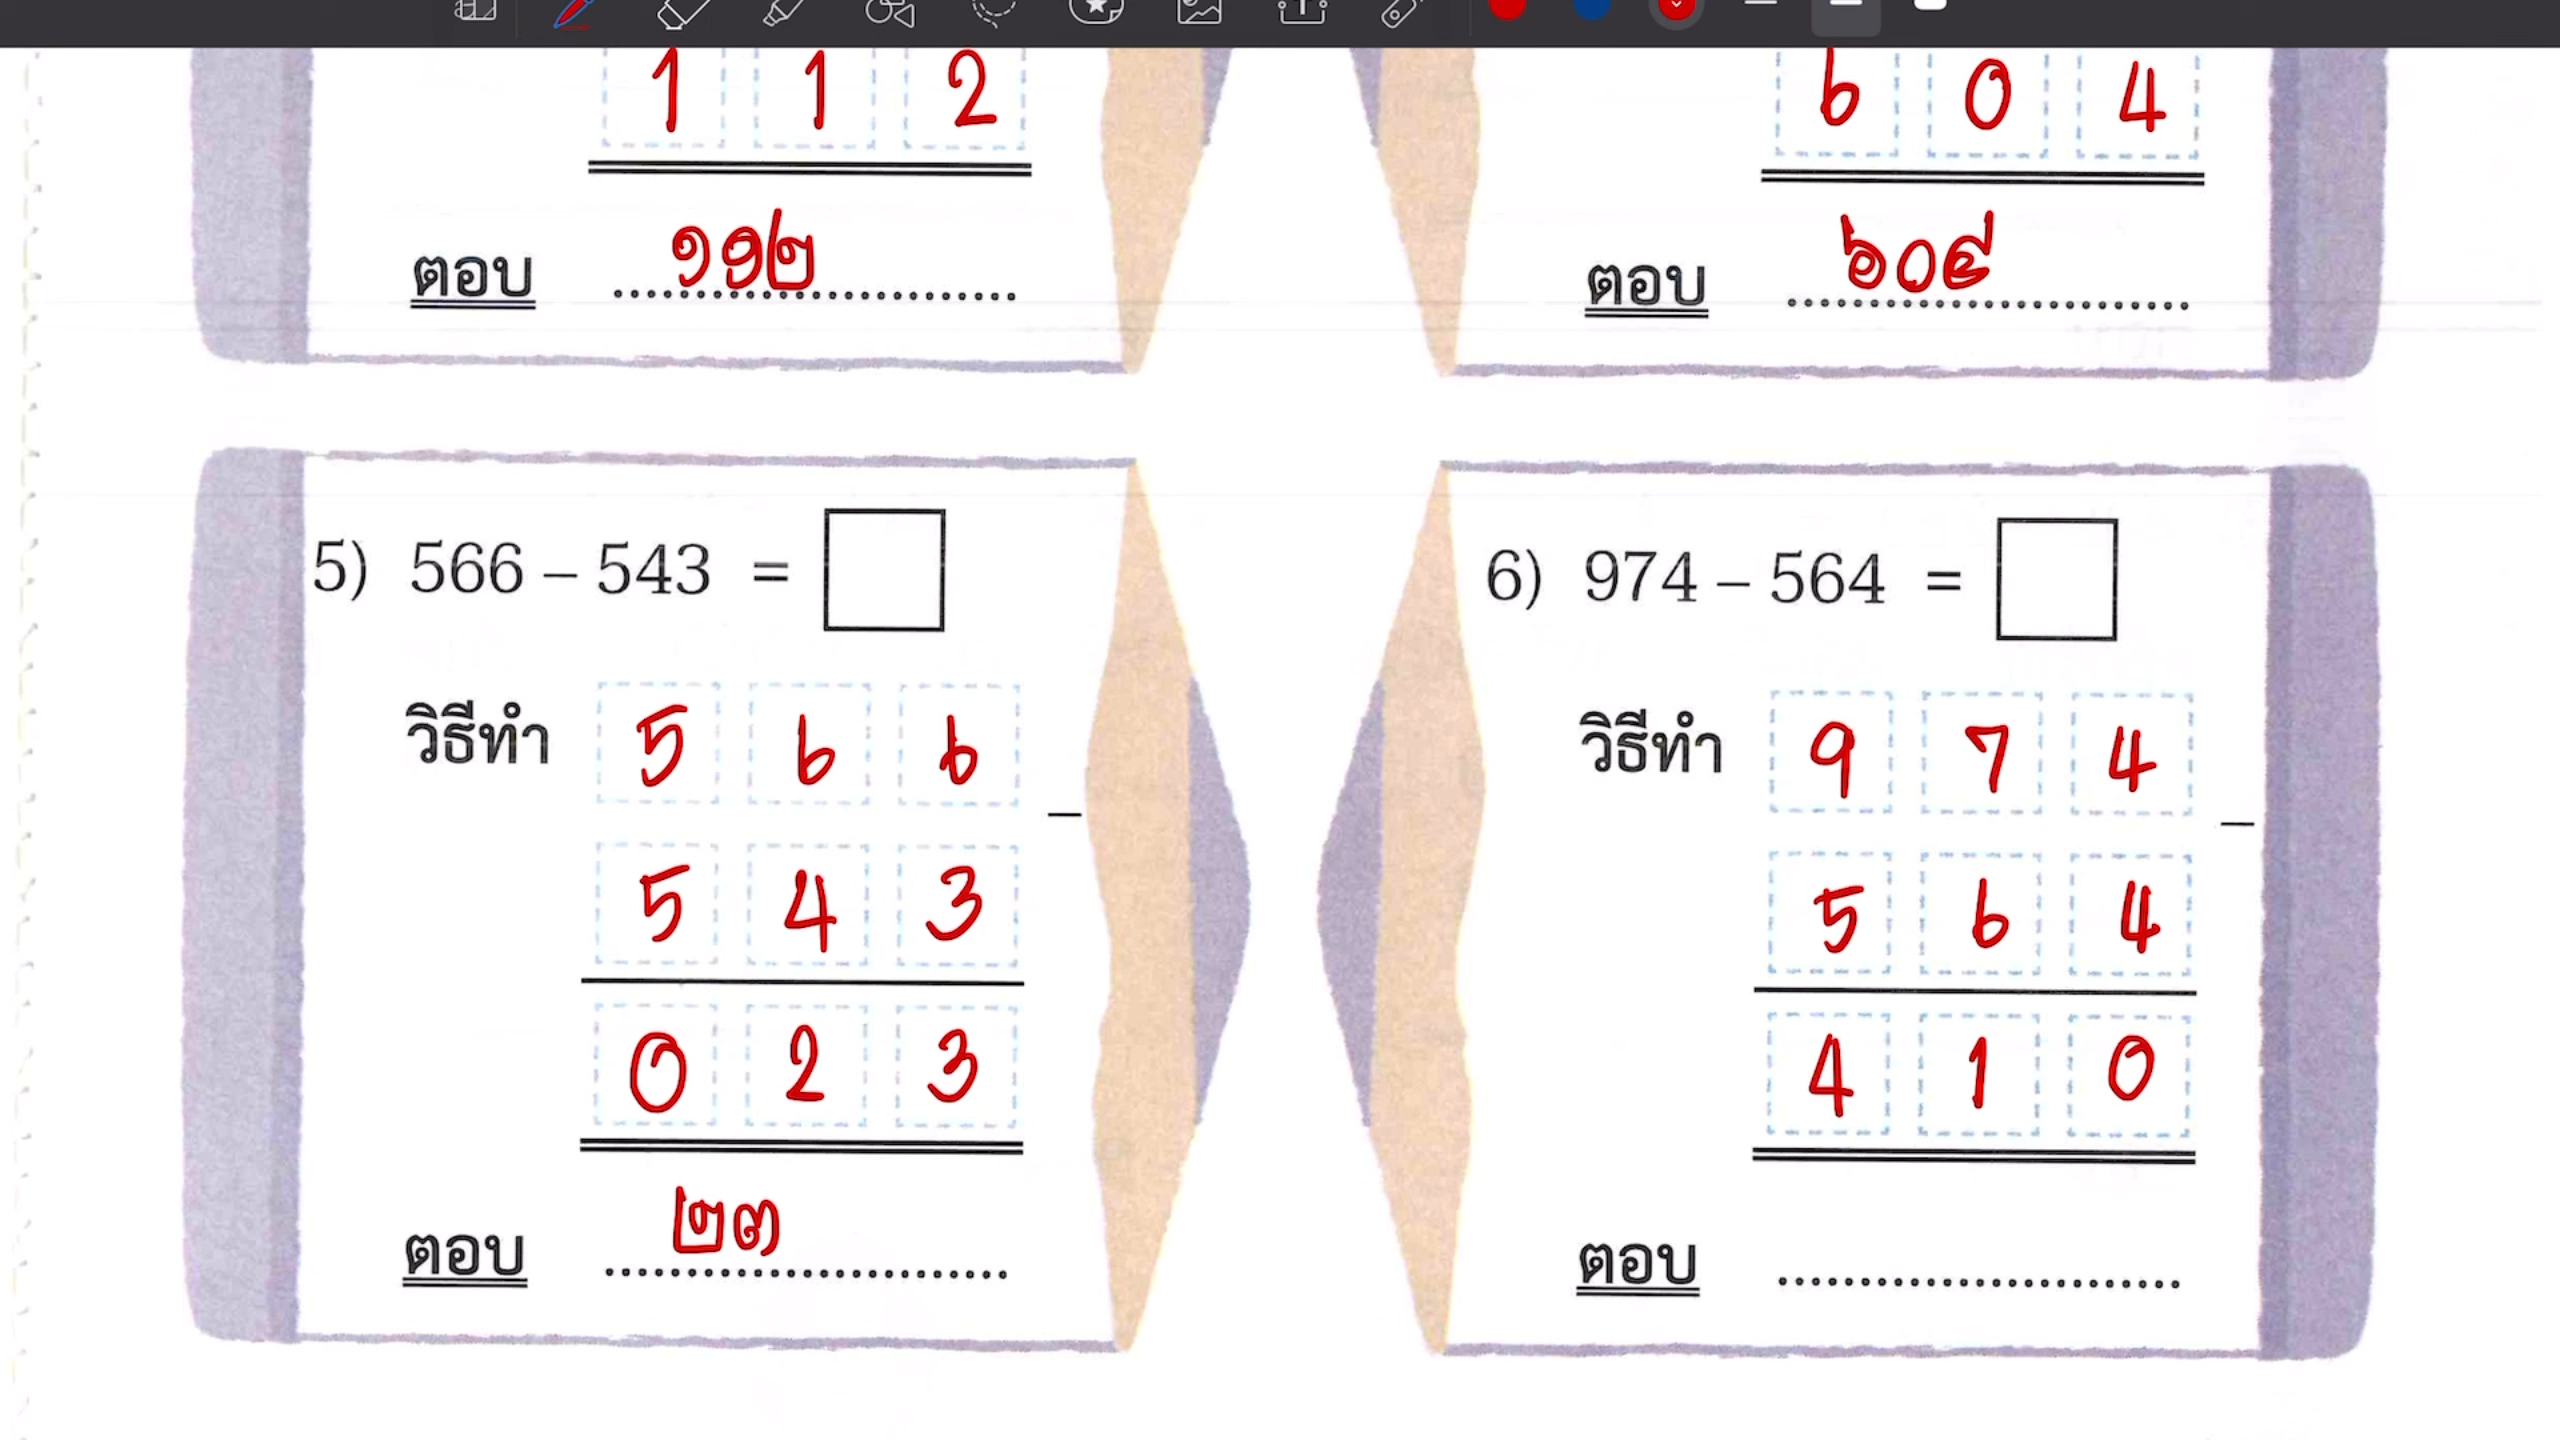 1 1 2
ตอบ ๑๑๒
6 0 4
ตอบ ๖๐๔
5) 566 – 543 =
วิธีทำ 5 6 6
–
5 4 3
0 2 3
ตอบ ๒๓
6) 974 – 564 =
วิธีทำ 9 7 4
–
5 6 4
4 1 0
ตอบ